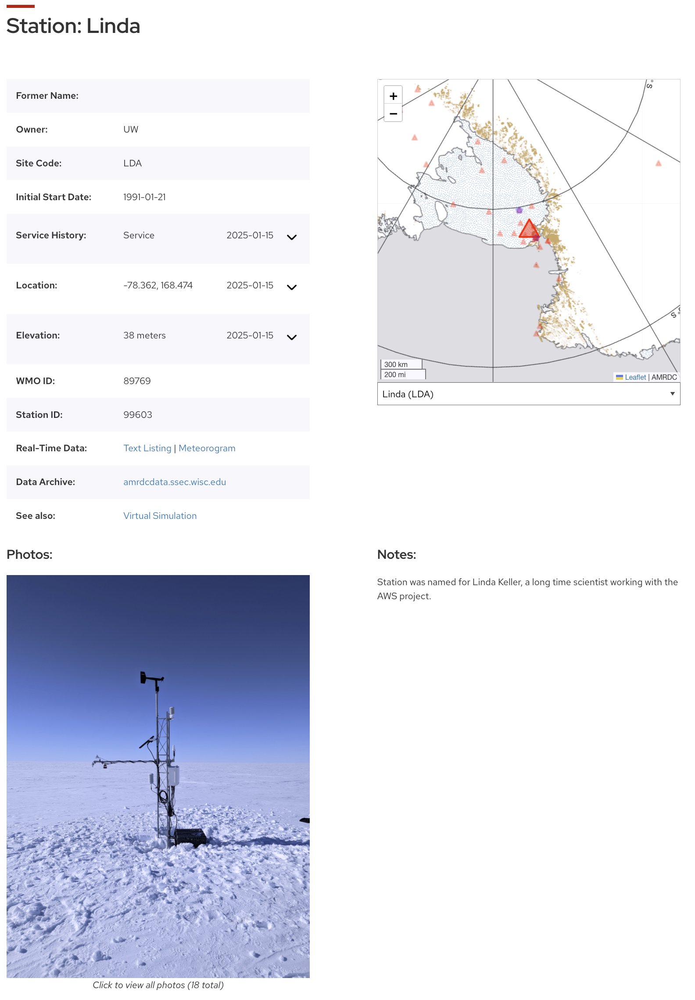 Station: Linda
Former Name:
Owner: UW
Site Code: LDA
Initial Start Date: 1991-01-21
Service History: Service 2025-01-15
Location: -78.362, 168.474 2025-01-15
Elevation: 38 meters 2025-01-15
WMO ID: 89769
Station ID: 99603
Real-Time Data: Text Listing | Meteorogram
Data Archive: amrdcdata.ssec.wisc.edu
See also: Virtual Simulation
+
−
S °
S °
300 km
200 mi
Leaflet | AMRDC
Linda (LDA)
Photos:
Click to view all photos (18 total)
Notes:
Station was named for Linda Keller, a long time scientist working with the
AWS project.